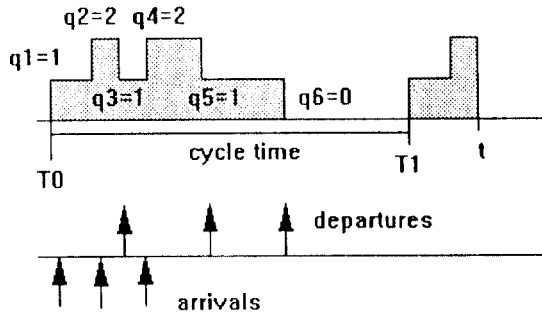 q2=2 q4=2
q1=1
q3=1 q5=1 q6=0
cycle time
T0 T1 t
departures
arrivals